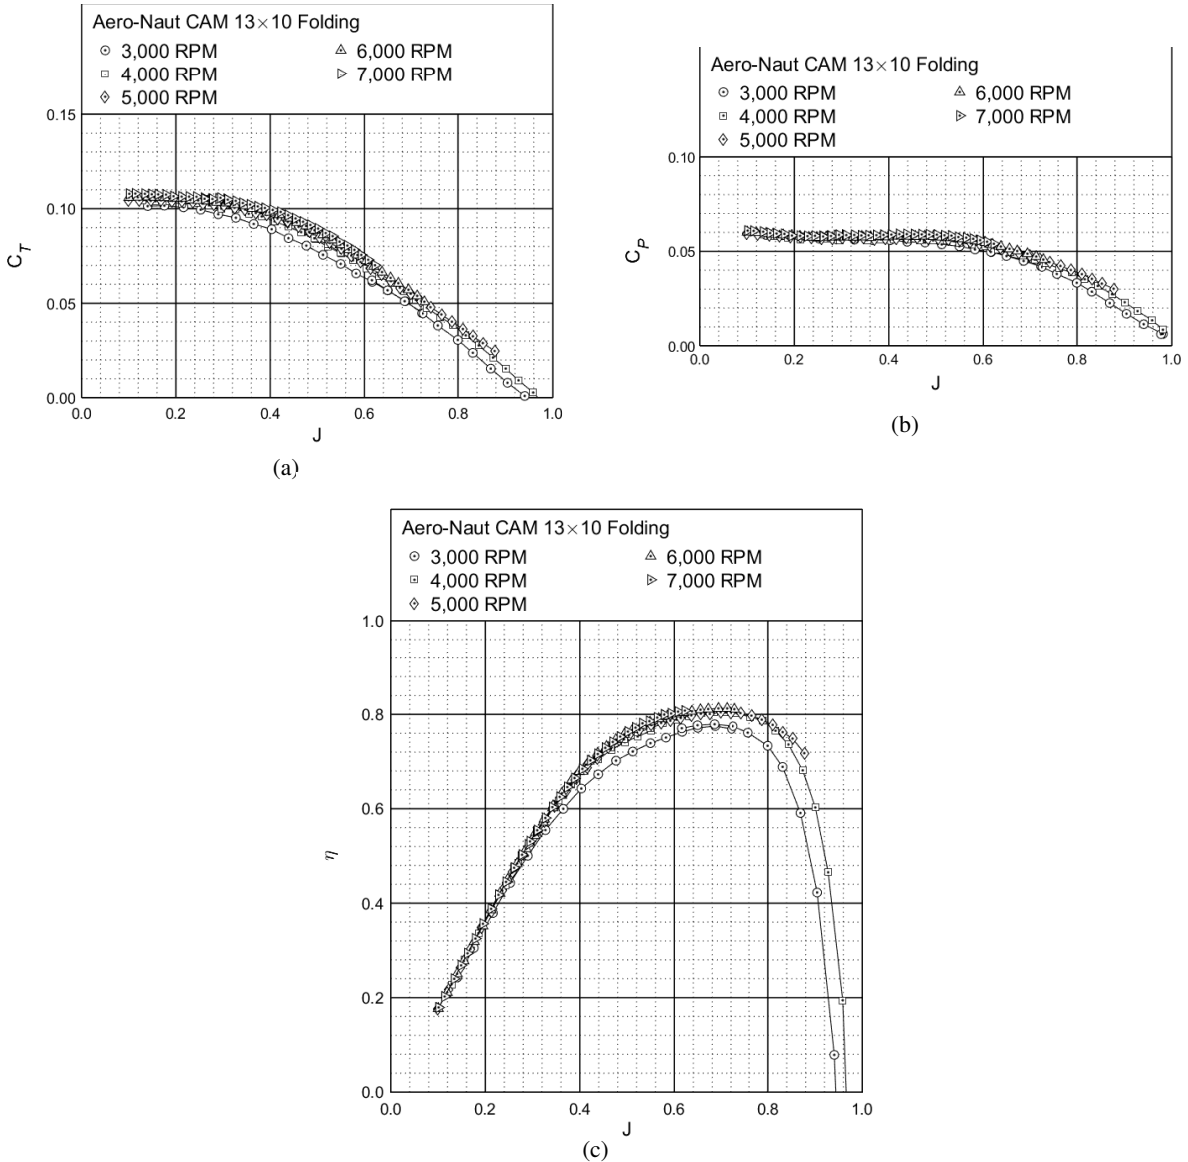 Aero-Naut CAM 13×10 Folding
3,000 RPM
6,000 RPM
4,000 RPM
7,000 RPM
5,000 RPM
0.15
0.10
0.05
0.00
C_T
0.0 0.2 0.4 0.6 0.8 1.0
J
(a)
Aero-Naut CAM 13×10 Folding
3,000 RPM
6,000 RPM
4,000 RPM
7,000 RPM
5,000 RPM
0.10
0.05
0.00
C_P
0.0 0.2 0.4 0.6 0.8 1.0
J
(b)
Aero-Naut CAM 13×10 Folding
3,000 RPM
6,000 RPM
4,000 RPM
7,000 RPM
5,000 RPM
1.0
0.8
0.6
0.4
0.2
0.0
η
0.0 0.2 0.4 0.6 0.8 1.0
J
(c)